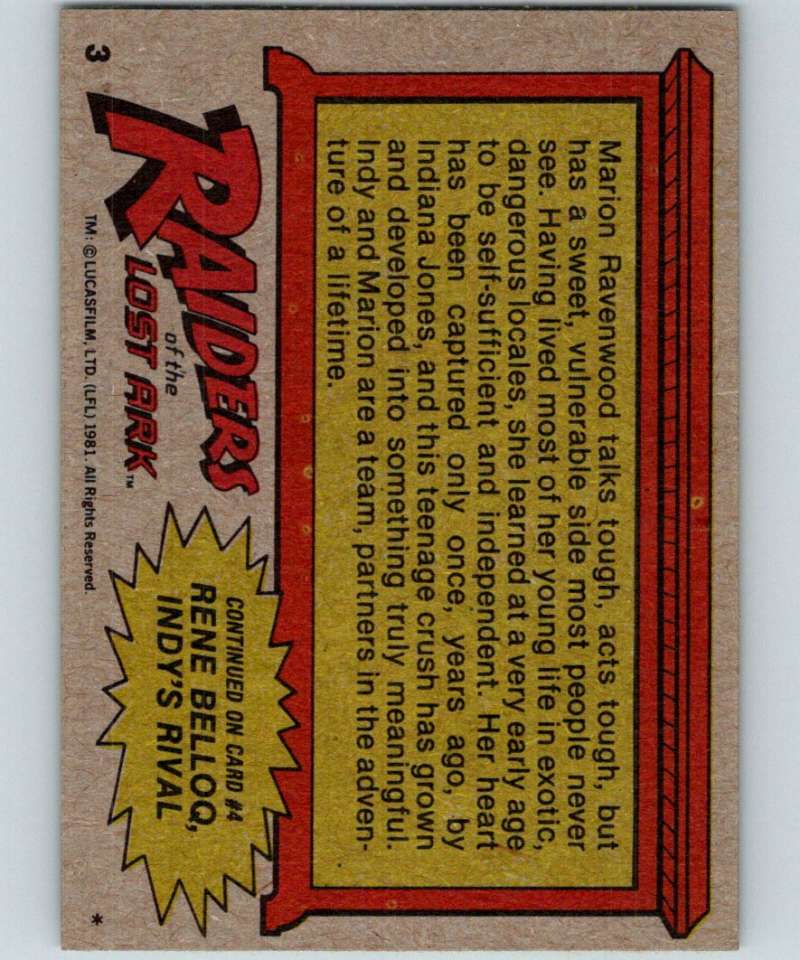 Marion Ravenwood talks tough, acts tough, but
has a sweet, vulnerable side most people never
see. Having lived most of her young life in exotic,
dangerous locales, she learned at a very early age
to be self-sufficient and independent. Her heart
has been captured only once, years ago, by
Indiana Jones, and this teenage crush has grown
and developed into something truly meaningful.
Indy and Marion are a team, partners in the adven-
ture of a lifetime.
RAIDERS
of the
LOST ARK™
CONTINUED ON CARD #4
RENE BELLOQ,
INDY'S RIVAL
3
TM: © LUCASFILM, LTD. (LFL) 1981. All Rights Reserved.
*